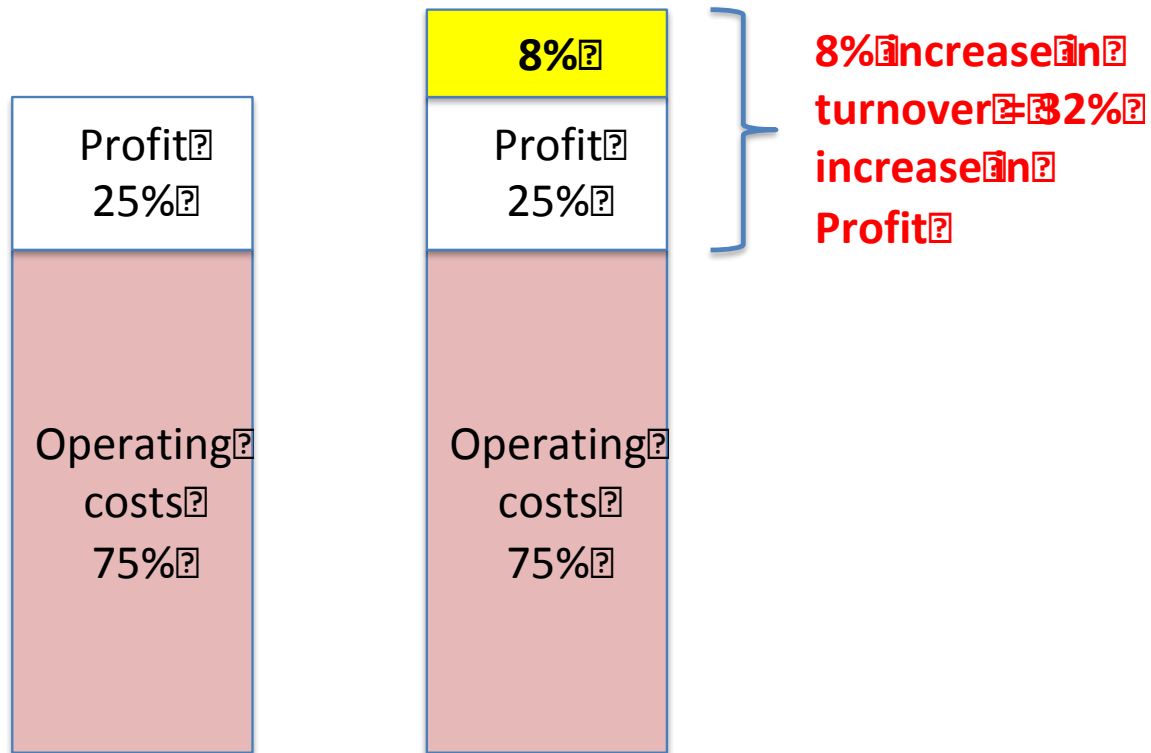 Profit
25%
Operating
costs
75%
8%
Profit
25%
Operating
costs
75%
8% increase in
turnover = 32%
increase in
Profit